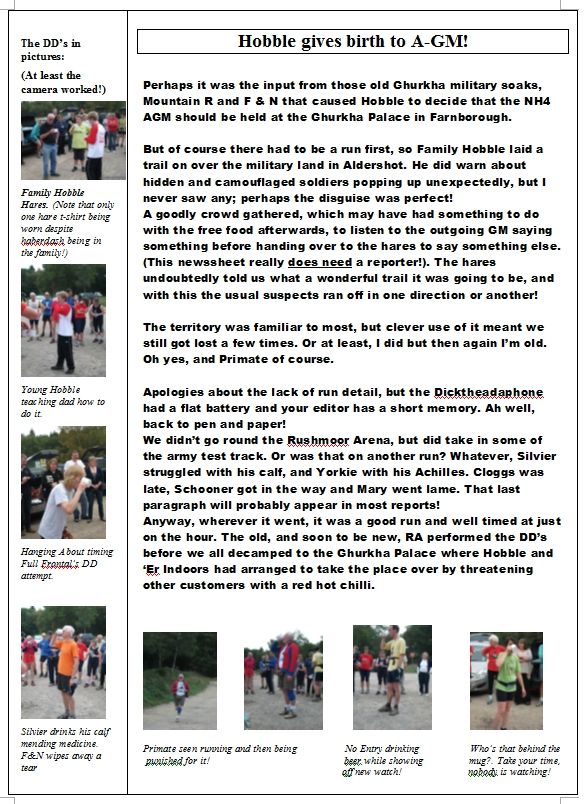 The DD's in
pictures:
(At least the
camera worked!)
Family Hobble
Hares. (Note that only
one hare t-shirt being
worn despite
haberdash being in
the family!)
Young Hobble
teaching dad how to
do it.
Hanging About timing
Full Frontal's DD
attempt.
Silvier drinks his calf
mending medicine.
F&N wipes away a
tear
Hobble gives birth to A-GM!
Perhaps it was the input from those old Ghurkha military soaks,
Mountain R and F & N that caused Hobble to decide that the NH4
AGM should be held at the Ghurkha Palace in Farnborough.
But of course there had to be a run first, so Family Hobble laid a
trail on over the military land in Aldershot. He did warn about
hidden and camouflaged soldiers popping up unexpectedly, but I
never saw any; perhaps the disguise was perfect!
A goodly crowd gathered, which may have had something to do
with the free food afterwards, to listen to the outgoing GM saying
something before handing over to the hares to say something else.
(This newssheet really does need a reporter!). The hares
undoubtedly told us what a wonderful trail it was going to be, and
with this the usual suspects ran off in one direction or another!
The territory was familiar to most, but clever use of it meant we
still got lost a few times. Or at least, I did but then again I'm old.
Oh yes, and Primate of course.
Apologies about the lack of run detail, but the Dicktheadaphone
had a flat battery and your editor has a short memory. Ah well,
back to pen and paper!
We didn't go round the Rushmoor Arena, but did take in some of
the army test track. Or was that on another run? Whatever, Silvier
struggled with his calf, and Yorkie with his Achilles. Cloggs was
late, Schooner got in the way and Mary went lame. That last
paragraph will probably appear in most reports!
Anyway, wherever it went, it was a good run and well timed at just
on the hour. The old, and soon to be new, RA performed the DD's
before we all decamped to the Ghurkha Palace where Hobble and
'Er Indoors had arranged to take the place over by threatening
other customers with a red hot chilli.
Primate seen running and then being
punished for it!
No Entry drinking
beer while showing
off new watch!
Who's that behind the
mug?. Take your time,
nobody is watching!